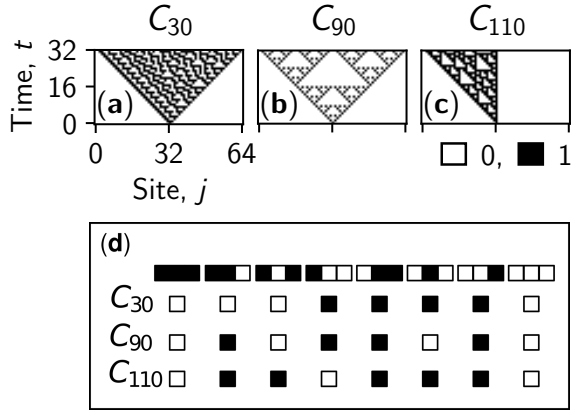 C30 C90 C110
Time, t
32
16
0
(a) (b) (c)
0 32 64
Site, j
0, 1
(d)
C30
C90
C110